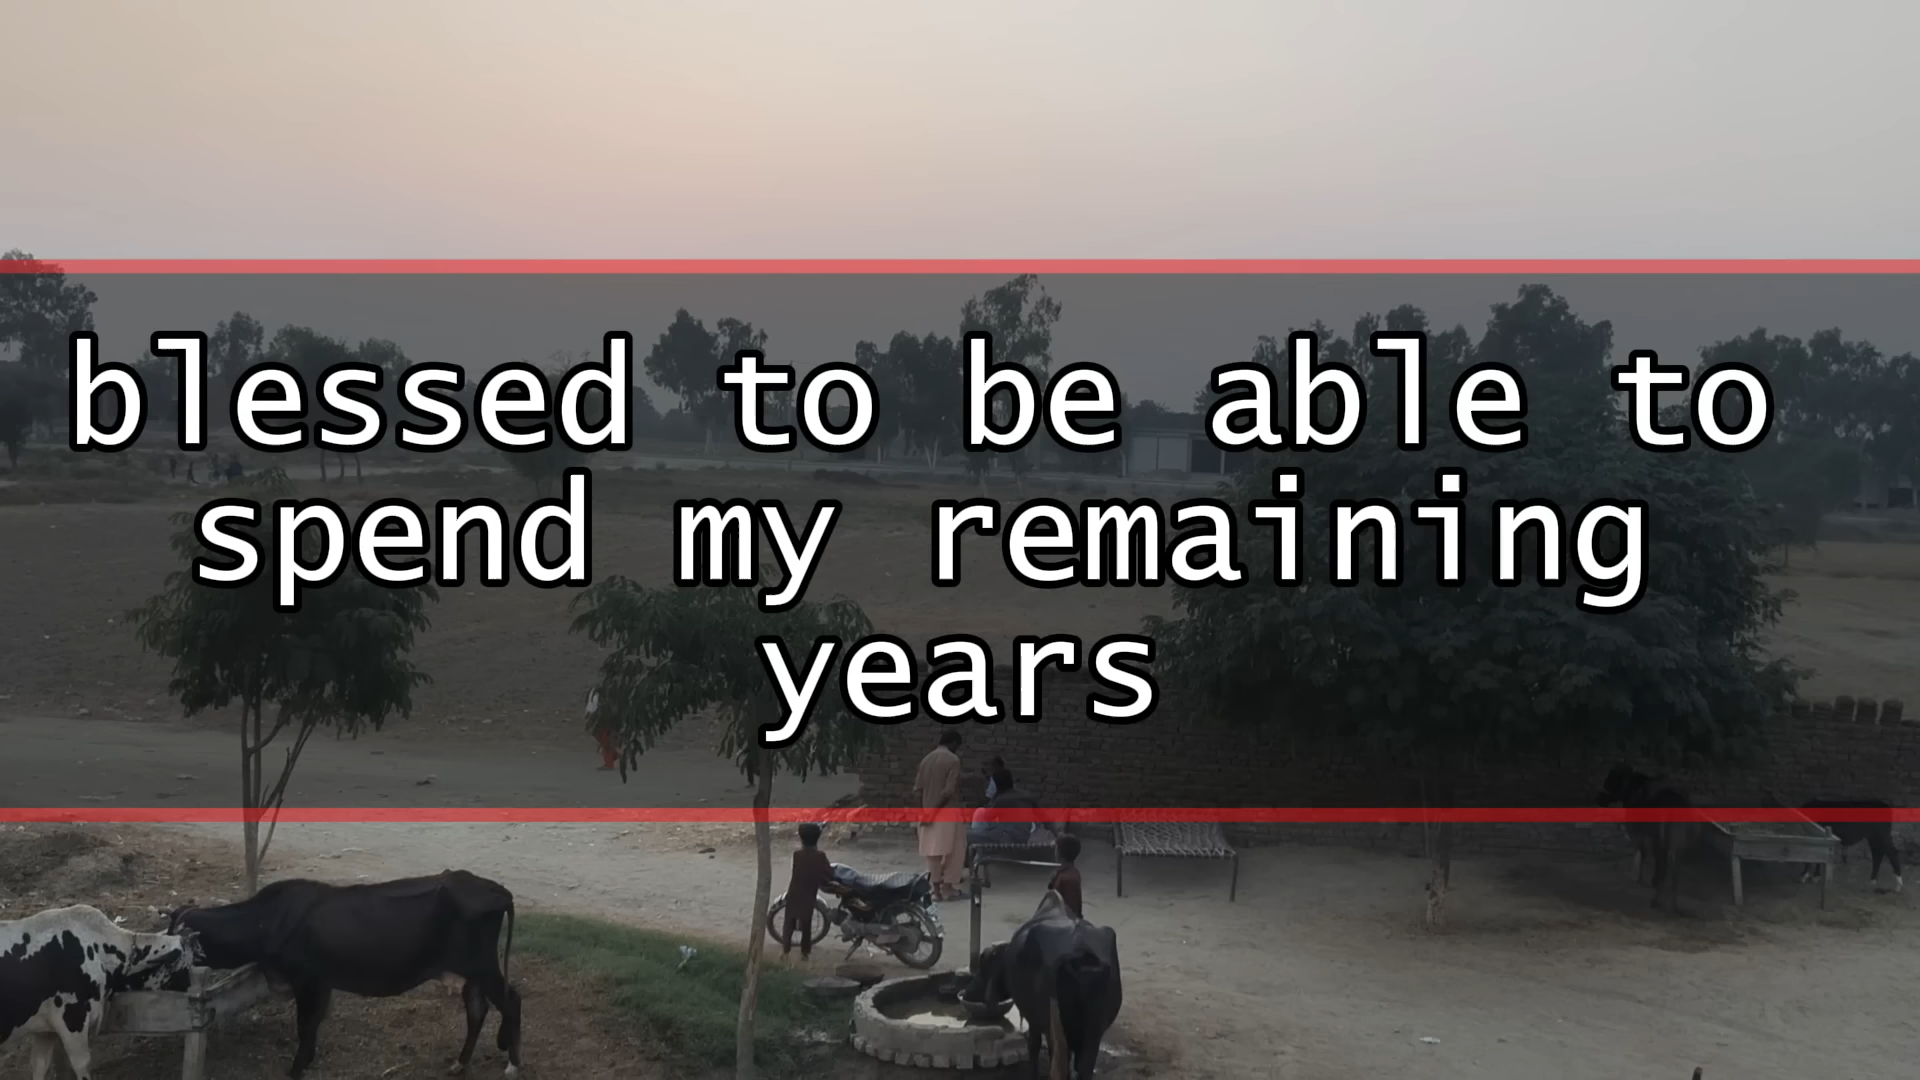 blessed to be able to
spend my remaining
years